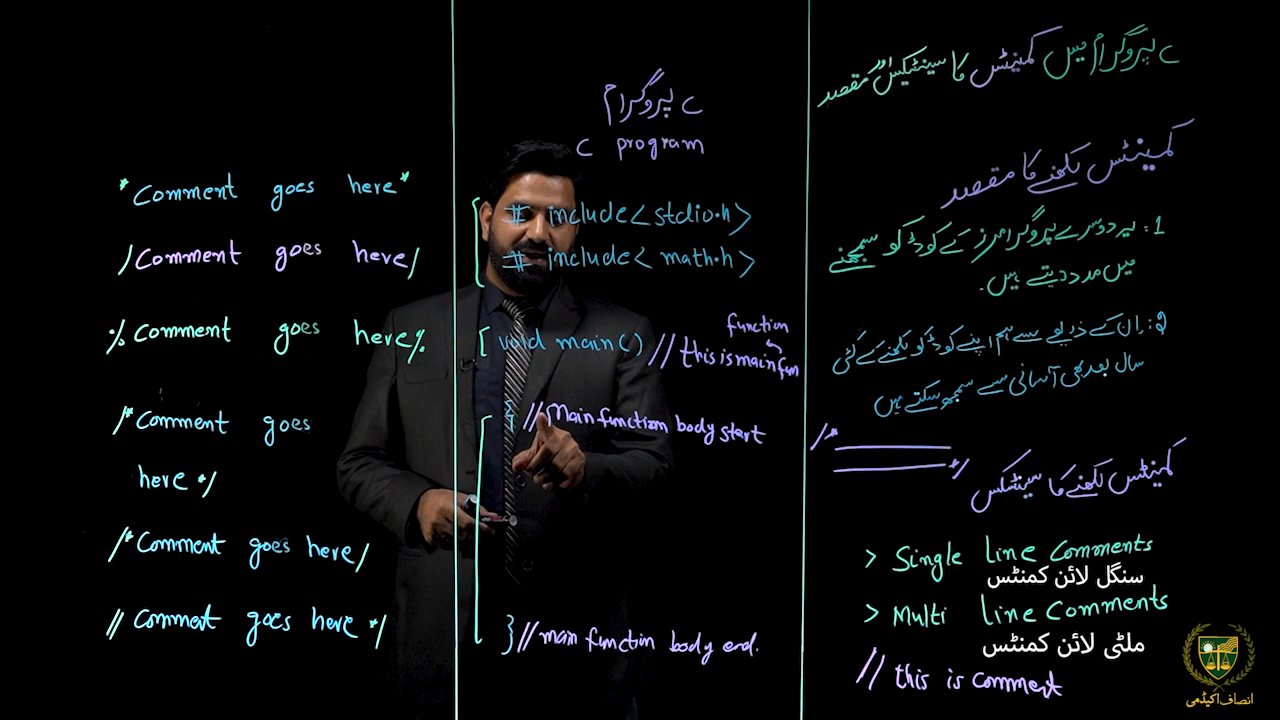 c پروگرام میں کمینٹس کا سینٹیکس اور مقصد
کمینٹس لکھنے کا مقصد
1: یہ دوسرے پروگرامرز کے کوڈ کو سمجھنے
میں مدد دیتے ہیں.
2: ان کے ذریعے سے ہم اپنے کوڈ کو لکھنے کے کئی
سال بعد بھی آسانی سے سمجھ سکتے ہیں
/*
*/
کمینٹس لکھنے کا سینٹیکس
> Single line comments
سنگل لائن کمنٹس
> Multi line comments
ملٹی لائن کمنٹس
// this is comment
انصاف اکیڈمی
c پروگرام
c program
# include<stdio.h>
# include<math.h>
function
void main() // this is main fun
{ // Main function body start
} // main function body end.
*Comment goes here*
/Comment goes here/
%Comment goes here%
/*Comment goes
here */
/*Comment goes here/
// Comment goes here */